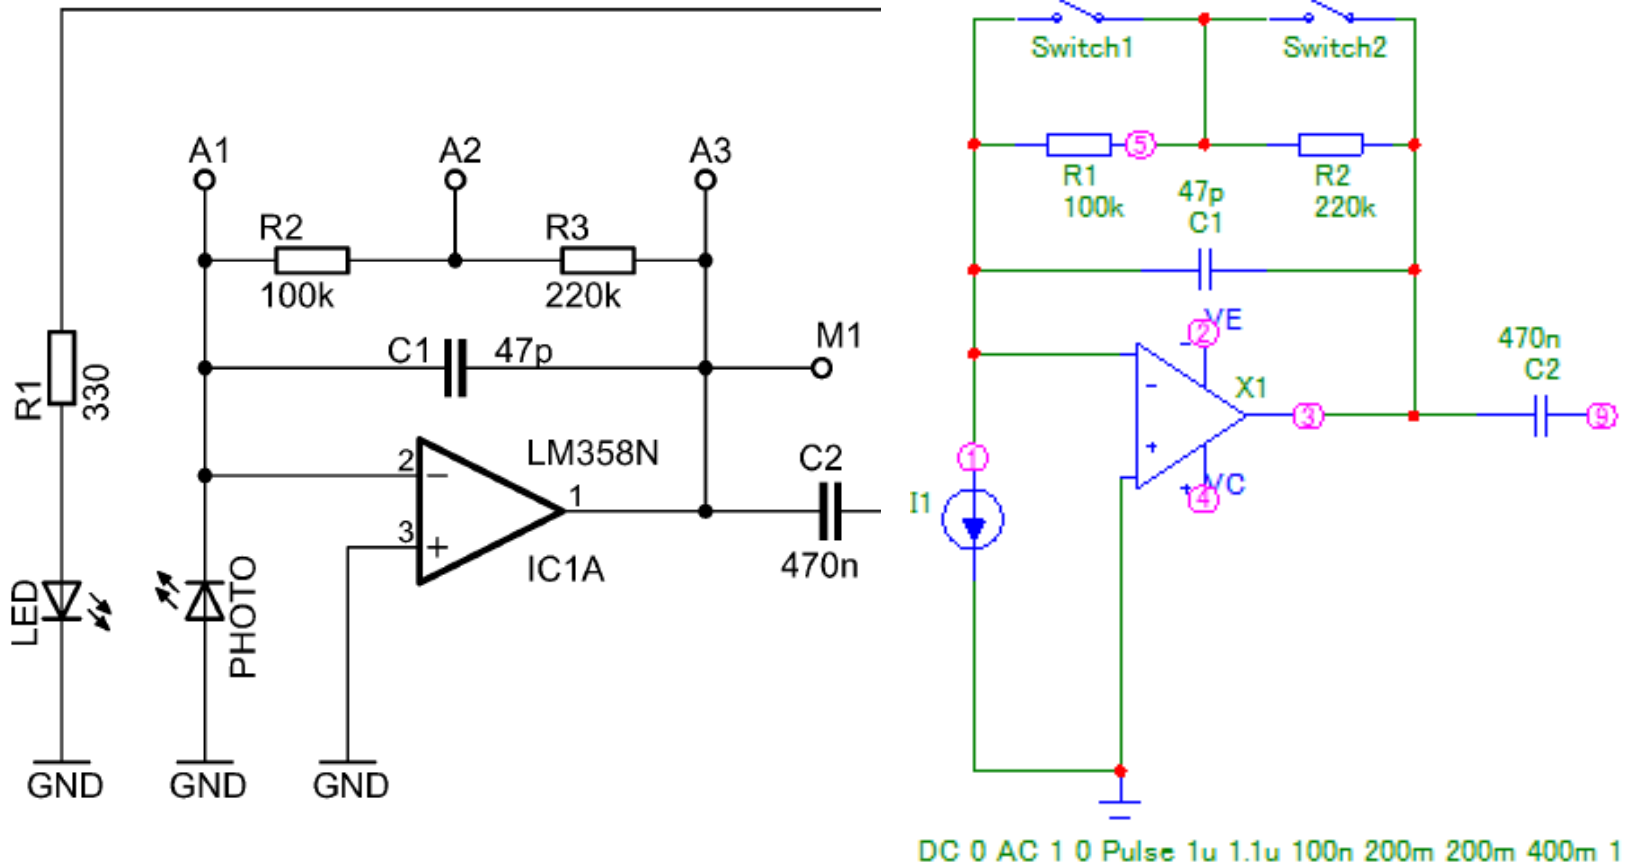 A1 A2 A3
R2 R3
100k 220k
M1
C1 47p
R1
330
LM358N
C2
2
−
1
3
+
IC1A
470n
LED
PHOTO
GND GND GND
Switch1 Switch2
5
R1 R2
100k 220k
47p
C1
VE
2
−
470n
C2
X1
−
3
9
+
1
VC
+
4
I1
DC 0 AC 1 0 Pulse 1u 1.1u 100n 200m 200m 400m 1